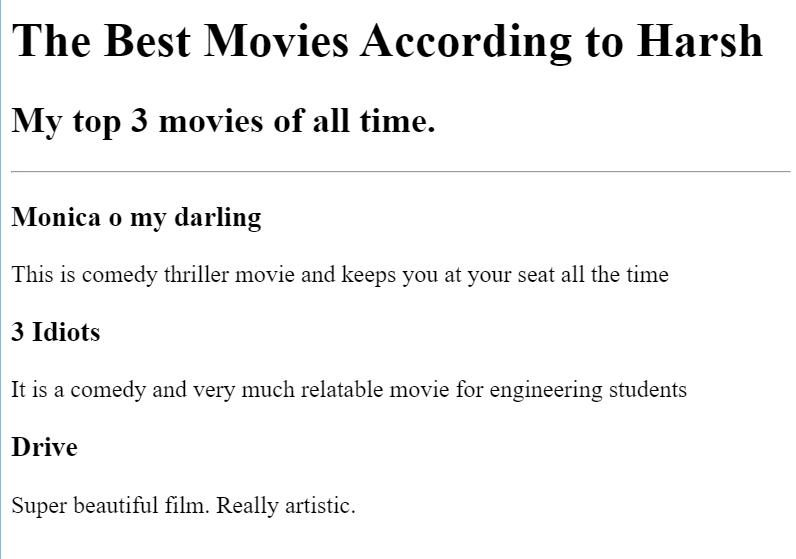 The Best Movies According to Harsh
My top 3 movies of all time.
Monica o my darling
This is comedy thriller movie and keeps you at your seat all the time
3 Idiots
It is a comedy and very much relatable movie for engineering students
Drive
Super beautiful film. Really artistic.